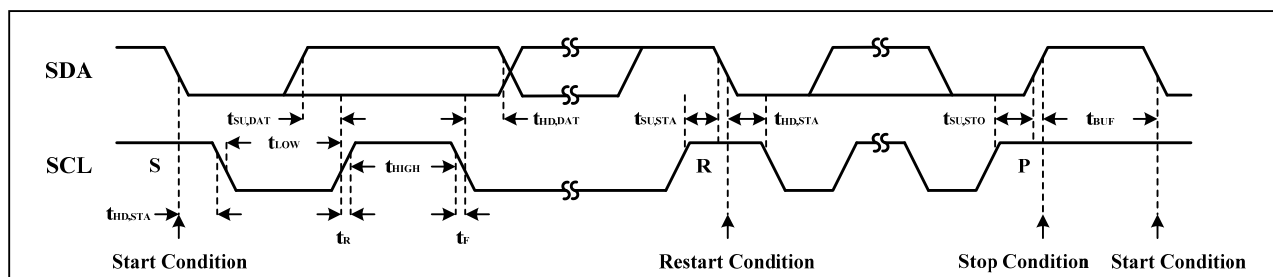 SDA
tSU,DAT
tHD,DAT
tSU,STA
tHD,STA
tSU,STO
tBUF
tLOW
SCL
S
tHIGH
R
P
tHD,STA
tR
tF
Start Condition
Restart Condition
Stop Condition
Start Condition